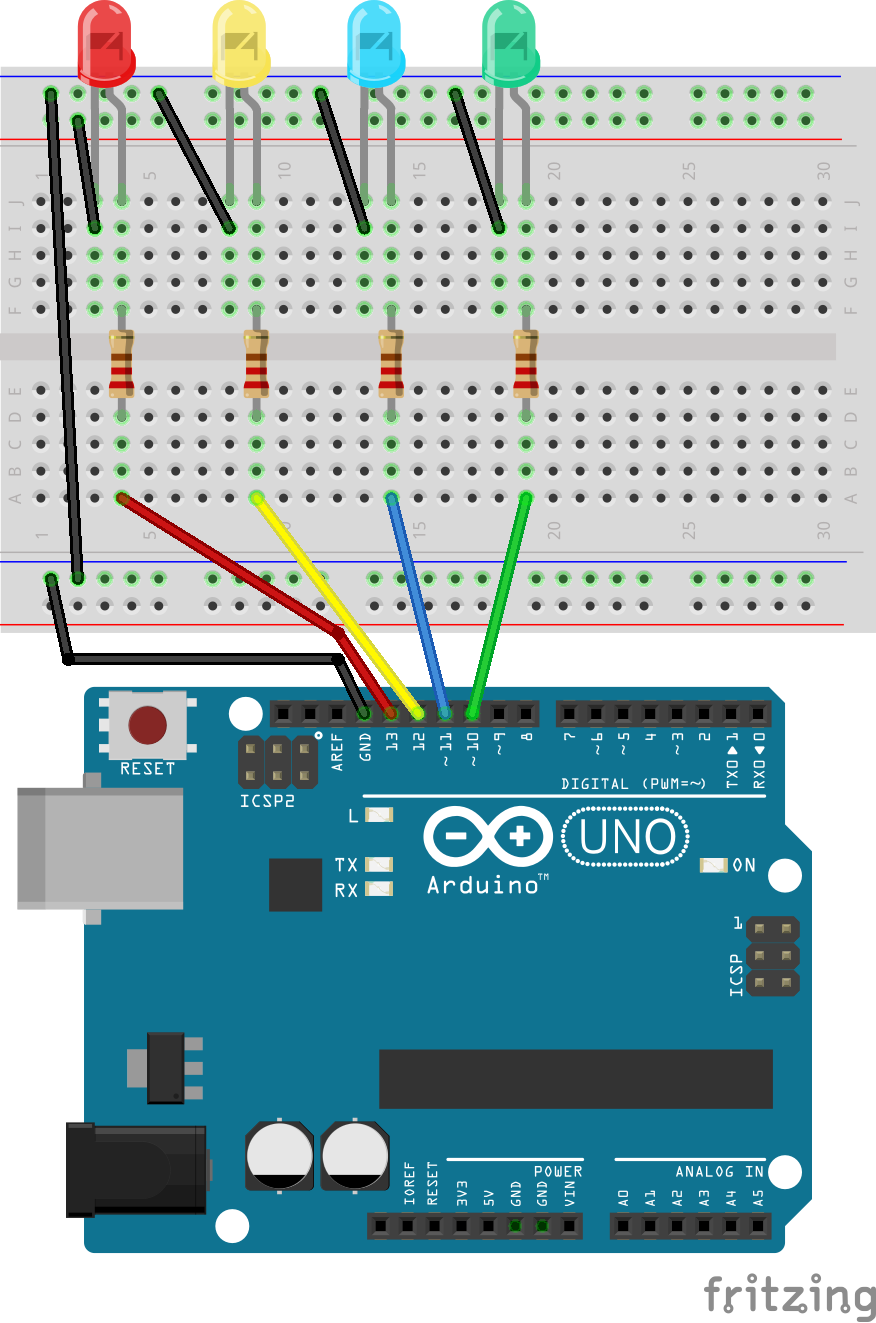 1 5 10 15 20 25 30
J J
I I
H H
G G
F F
E E
D D
C C
B B
A A
1 5 10 15 20 25 30
RESET
ICSP2
AREF
GND
13
12
~11
~10
~9
8
7
~6
~5
4
~3
2
TX0▶1
RX0◀0
DIGITAL (PWM=~)
L
TX
RX
UNO
Arduino™
ON
1
ICSP
IOREF
RESET
3V3
5V
GND
GND
VIN
POWER
ANALOG IN
A0
A1
A2
A3
A4
A5
fritzing